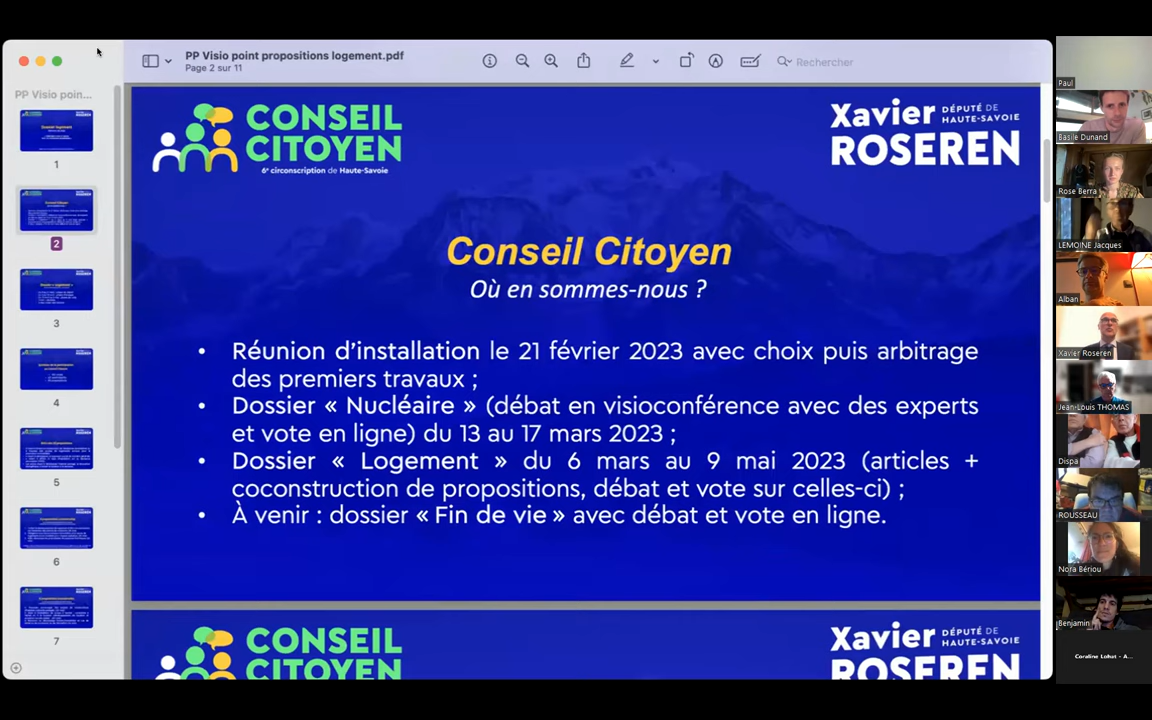 PP Visio point propositions logement.pdf
Page 2 sur 11
Rechercher
PP Visio poin...
1
2
3
4
5
6
7
CONSEIL
CITOYEN
6e circonscription de Haute-Savoie
Xavier DÉPUTÉ DE
HAUTE-SAVOIE
ROSEREN
Conseil Citoyen
Où en sommes-nous ?
• Réunion d'installation le 21 février 2023 avec choix puis arbitrage
des premiers travaux ;
• Dossier « Nucléaire » (débat en visioconférence avec des experts
et vote en ligne) du 13 au 17 mars 2023 ;
• Dossier « Logement » du 6 mars au 9 mai 2023 (articles +
coconstruction de propositions, débat et vote sur celles-ci) ;
• À venir : dossier « Fin de vie » avec débat et vote en ligne.
CONSEIL
CITOYEN
Xavier DÉPUTÉ DE
HAUTE-SAVOIE
ROSEREN
Paul
Basile Dunand
Rose Berra
LEMOINE Jacques
Alban
Xavier Roseren
Jean-Louis THOMAS
Dispa
ROUSSEAU
Nora Bériou
Benjamin
Coraline Lohat - A...